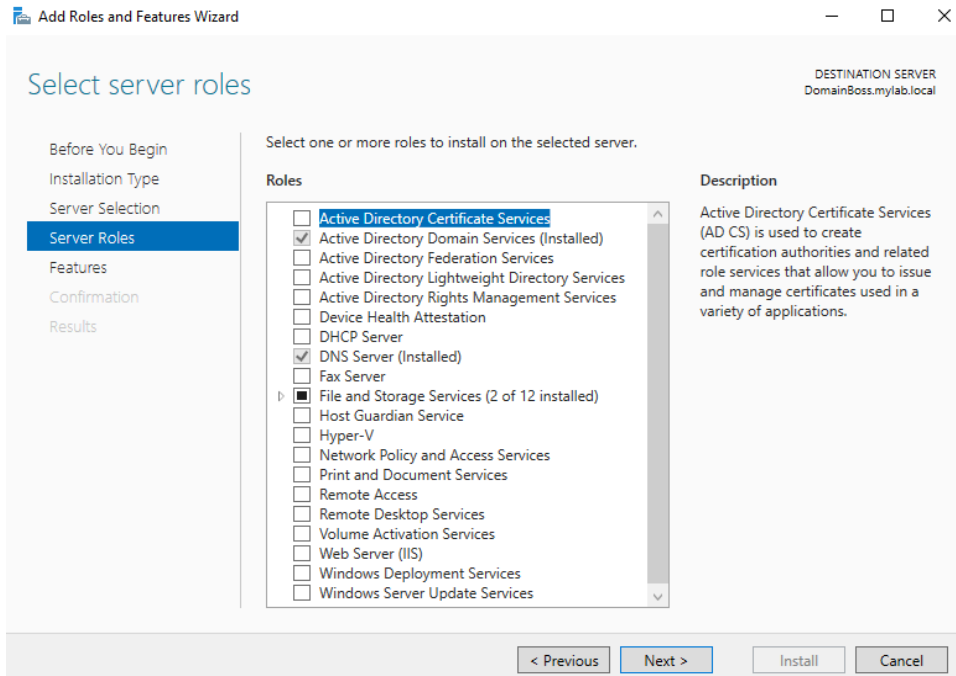 Add Roles and Features Wizard
Select server roles
DESTINATION SERVER
DomainBoss.mylab.local
Before You Begin
Installation Type
Server Selection
Server Roles
Features
Confirmation
Results
Select one or more roles to install on the selected server.
Roles
Active Directory Certificate Services
Active Directory Domain Services (Installed)
Active Directory Federation Services
Active Directory Lightweight Directory Services
Active Directory Rights Management Services
Device Health Attestation
DHCP Server
DNS Server (Installed)
Fax Server
File and Storage Services (2 of 12 installed)
Host Guardian Service
Hyper-V
Network Policy and Access Services
Print and Document Services
Remote Access
Remote Desktop Services
Volume Activation Services
Web Server (IIS)
Windows Deployment Services
Windows Server Update Services
Description
Active Directory Certificate Services
(AD CS) is used to create
certification authorities and related
role services that allow you to issue
and manage certificates used in a
variety of applications.
< Previous
Next >
Install
Cancel